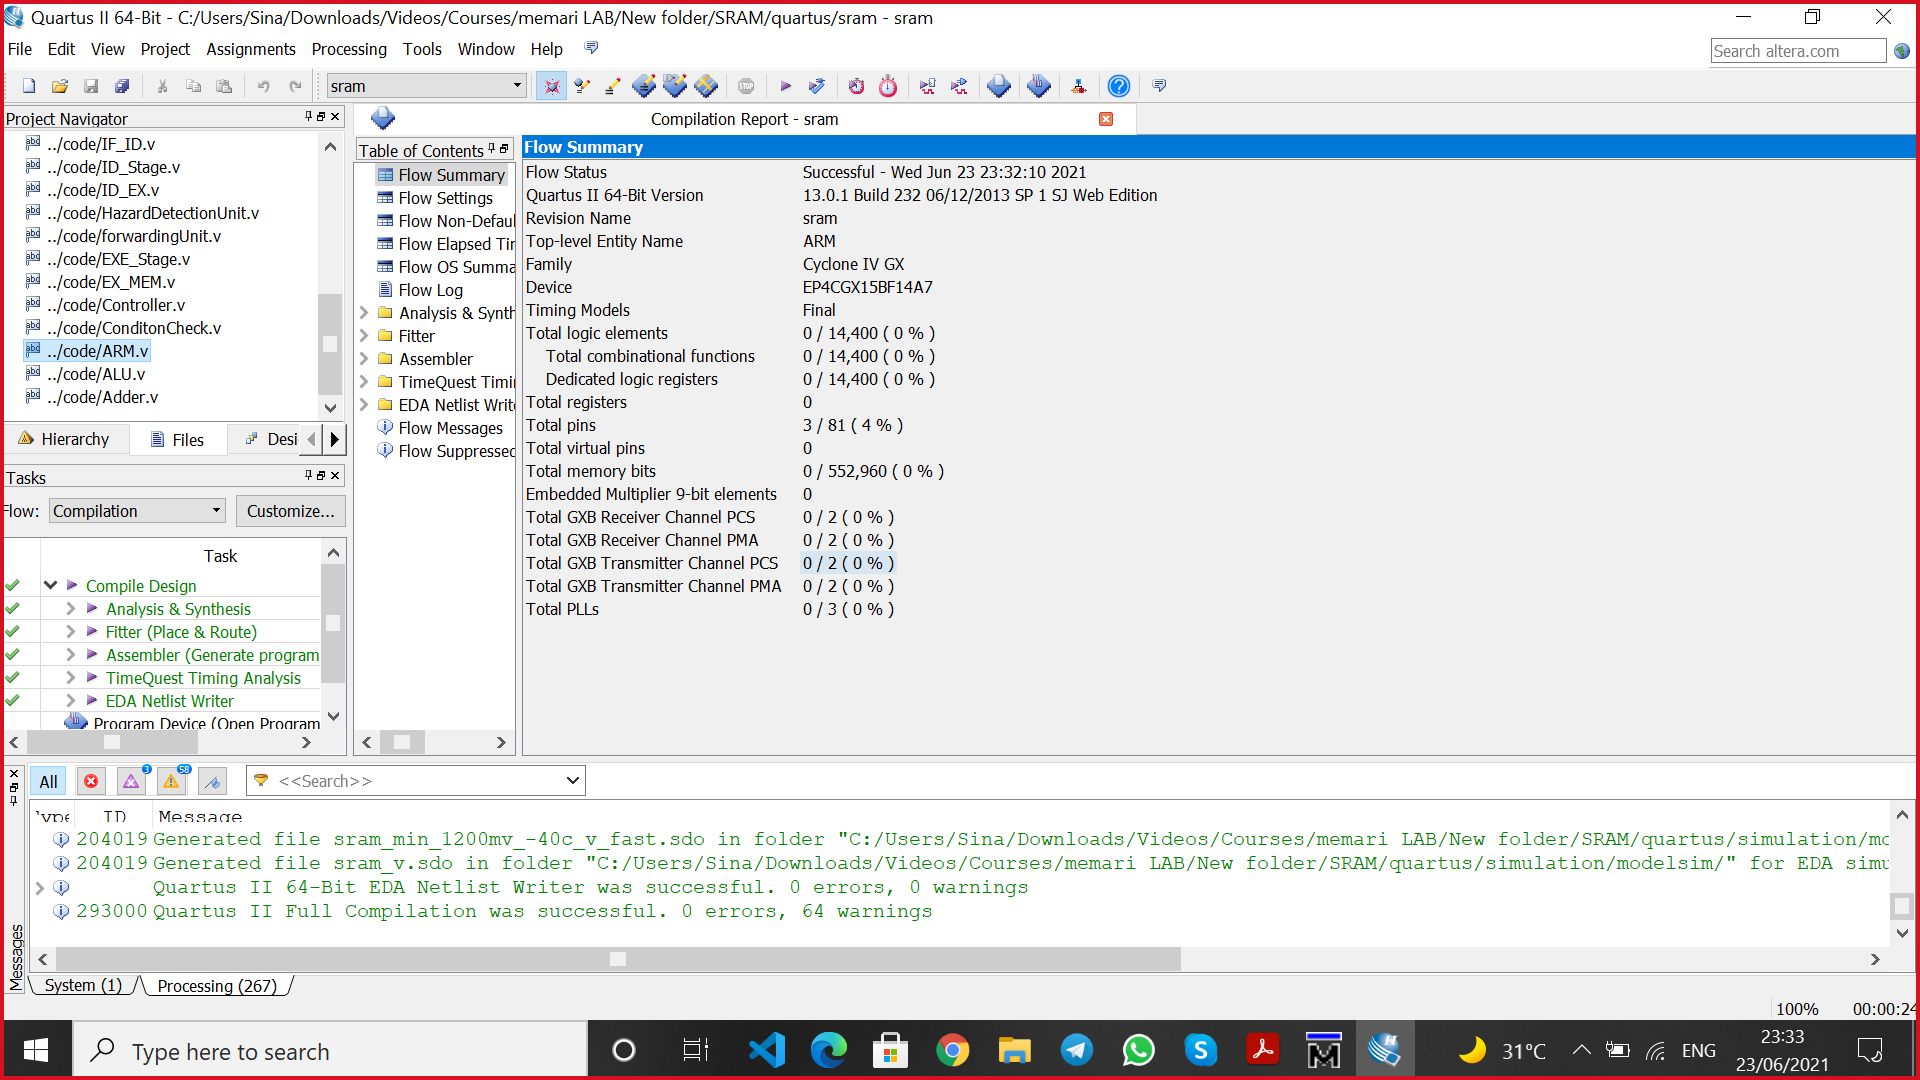 Quartus II 64-Bit - C:/Users/Sina/Downloads/Videos/Courses/memari LAB/New folder/SRAM/quartus/sram - sram
File Edit View Project Assignments Processing Tools Window Help
Search altera.com
sram
Project Navigator
../code/IF_ID.v
../code/ID_Stage.v
../code/ID_EX.v
../code/HazardDetectionUnit.v
../code/forwardingUnit.v
../code/EXE_Stage.v
../code/EX_MEM.v
../code/Controller.v
../code/ConditonCheck.v
../code/ARM.v
../code/ALU.v
../code/Adder.v
Hierarchy Files Desi
Tasks
Flow: Compilation Customize...
Task
Compile Design
Analysis & Synthesis
Fitter (Place & Route)
Assembler (Generate program
TimeQuest Timing Analysis
EDA Netlist Writer
Program Device (Open Program
Compilation Report - sram
Table of Contents
Flow Summary
Flow Settings
Flow Non-Defaul
Flow Elapsed Tir
Flow OS Summa
Flow Log
Analysis & Synth
Fitter
Assembler
TimeQuest Timi
EDA Netlist Write
Flow Messages
Flow Suppressed
Flow Summary
Flow Status Successful - Wed Jun 23 23:32:10 2021
Quartus II 64-Bit Version 13.0.1 Build 232 06/12/2013 SP 1 SJ Web Edition
Revision Name sram
Top-level Entity Name ARM
Family Cyclone IV GX
Device EP4CGX15BF14A7
Timing Models Final
Total logic elements 0 / 14,400 ( 0 % )
Total combinational functions 0 / 14,400 ( 0 % )
Dedicated logic registers 0 / 14,400 ( 0 % )
Total registers 0
Total pins 3 / 81 ( 4 % )
Total virtual pins 0
Total memory bits 0 / 552,960 ( 0 % )
Embedded Multiplier 9-bit elements 0
Total GXB Receiver Channel PCS 0 / 2 ( 0 % )
Total GXB Receiver Channel PMA 0 / 2 ( 0 % )
Total GXB Transmitter Channel PCS 0 / 2 ( 0 % )
Total GXB Transmitter Channel PMA 0 / 2 ( 0 % )
Total PLLs 0 / 3 ( 0 % )
All 3 58 <<Search>>
Type ID Message
204019 Generated file sram_min_1200mv_-40c_v_fast.sdo in folder "C:/Users/Sina/Downloads/Videos/Courses/memari LAB/New folder/SRAM/quartus/simulation/mo
204019 Generated file sram_v.sdo in folder "C:/Users/Sina/Downloads/Videos/Courses/memari LAB/New folder/SRAM/quartus/simulation/modelsim/" for EDA simu
Quartus II 64-Bit EDA Netlist Writer was successful. 0 errors, 0 warnings
293000 Quartus II Full Compilation was successful. 0 errors, 64 warnings
Messages
System (1) Processing (267)
100% 00:00:24
Type here to search
31°C ENG
23:33
23/06/2021